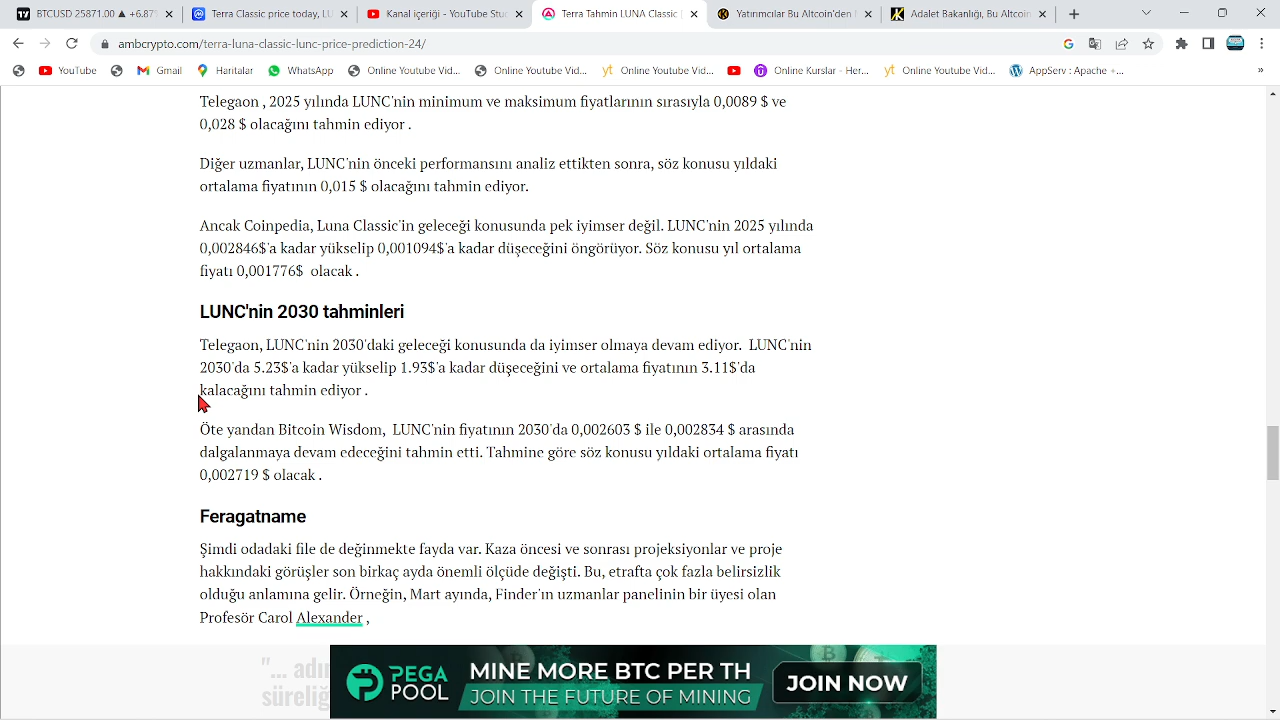 BTCUSD 25871.00 ▲ +6.87
Terra Classic price today, LU
Kanal içeriği - YouTube Stu
Terra Tahmin LUNA Classic
Yatırımcılar Bu Altcoin'den
Adalet Bakanlığı Bu Altcoin
ambcrypto.com/terra-luna-classic-lunc-price-prediction-24/
YouTube
Gmail
Haritalar
WhatsApp
Online Youtube Vid...
Online Youtube Vid...
Online Youtube Vid...
Online Kurslar - Her...
Online Youtube Vid...
AppServ : Apache +...
Telegaon , 2025 yılında LUNC'nin minimum ve maksimum fiyatlarının sırasıyla 0,0089 $ ve
0,028 $ olacağını tahmin ediyor .
Diğer uzmanlar, LUNC'nin önceki performansını analiz ettikten sonra, söz konusu yıldaki
ortalama fiyatının 0,015 $ olacağını tahmin ediyor.
Ancak Coinpedia, Luna Classic'in geleceği konusunda pek iyimser değil. LUNC'nin 2025 yılında
0,002846$'a kadar yükselip 0,001094$'a kadar düşeceğini öngörüyor. Söz konusu yıl ortalama
fiyatı 0,001776$ olacak .
LUNC'nin 2030 tahminleri
Telegaon, LUNC'nin 2030'daki geleceği konusunda da iyimser olmaya devam ediyor. LUNC'nin
2030'da 5.23$'a kadar yükselip 1.93$'a kadar düşeceğini ve ortalama fiyatının 3.11$'da
kalacağını tahmin ediyor .
Öte yandan Bitcoin Wisdom, LUNC'nin fiyatının 2030'da 0,002603 $ ile 0,002834 $ arasında
dalgalanmaya devam edeceğini tahmin etti. Tahmine göre söz konusu yıldaki ortalama fiyatı
0,002719 $ olacak .
Feragatname
Şimdi odadaki file de değinmekte fayda var. Kaza öncesi ve sonrası projeksiyonlar ve proje
hakkındaki görüşler son birkaç ayda önemli ölçüde değişti. Bu, etrafta çok fazla belirsizlik
olduğu anlamına gelir. Örneğin, Mart ayında, Finder'ın uzmanlar panelinin bir üyesi olan
Profesör Carol Alexander ,
"... adı
süreliğ
PEGA POOL
MINE MORE BTC PER TH
JOIN THE FUTURE OF MINING
JOIN NOW